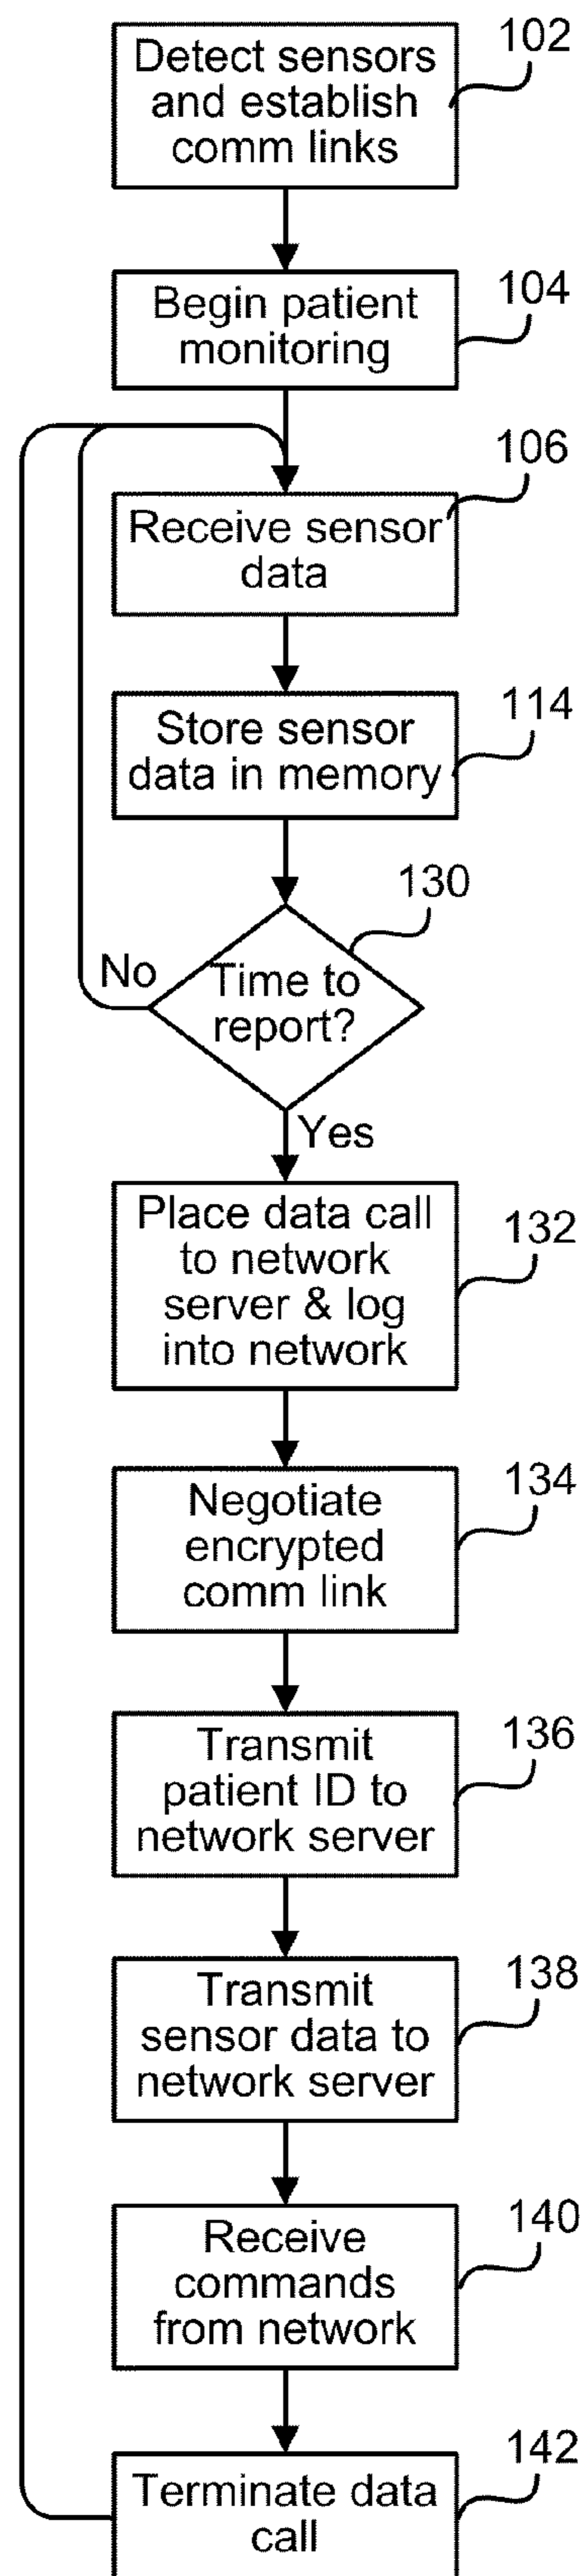 102
Detect sensors
and establish
comm links
104
Begin patient
monitoring
106
Receive sensor
data
114
Store sensor
data in memory
130
No
Time to
report?
Yes
Place data call
to network
server & log
into network
132
134
Negotiate
encrypted
comm link
136
Transmit
patient ID to
network server
138
Transmit
sensor data to
network server
140
Receive
commands
from network
142
Terminate data
call